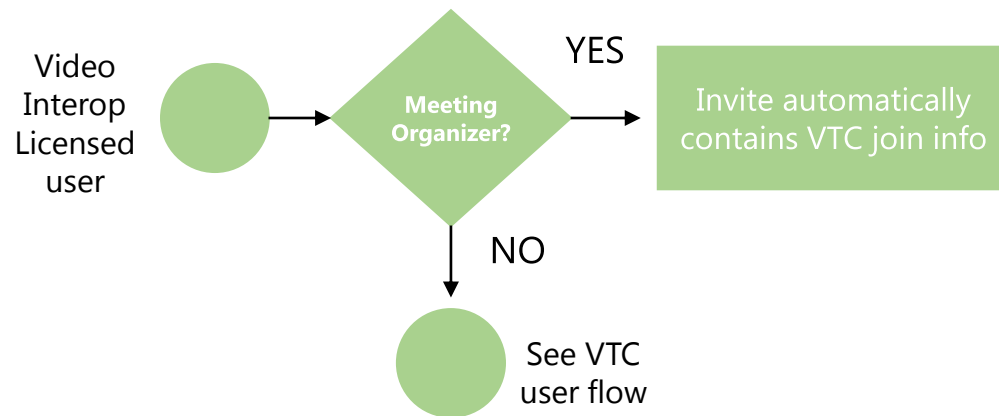 Video
Interop
Licensed
user
Meeting
Organizer?
YES
Invite automatically
contains VTC join info
NO
See VTC
user flow